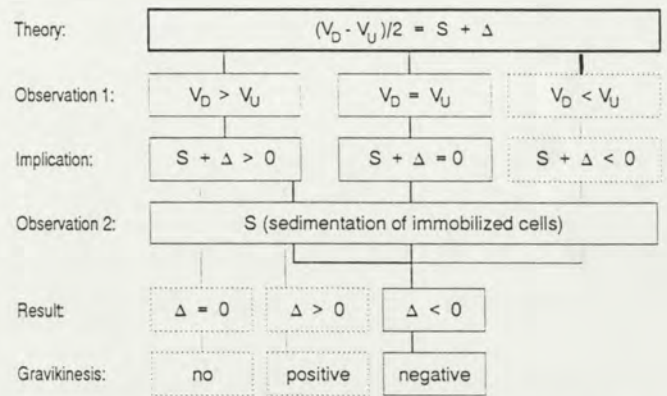 Theory: (V_D - V_U)/2 = S + Δ
Observation 1: V_D > V_U V_D = V_U V_D < V_U
Implication: S + Δ > 0 S + Δ = 0 S + Δ < 0
Observation 2: S (sedimentation of immobilized cells)
Result: Δ = 0 Δ > 0 Δ < 0
Gravikinesis: no positive negative